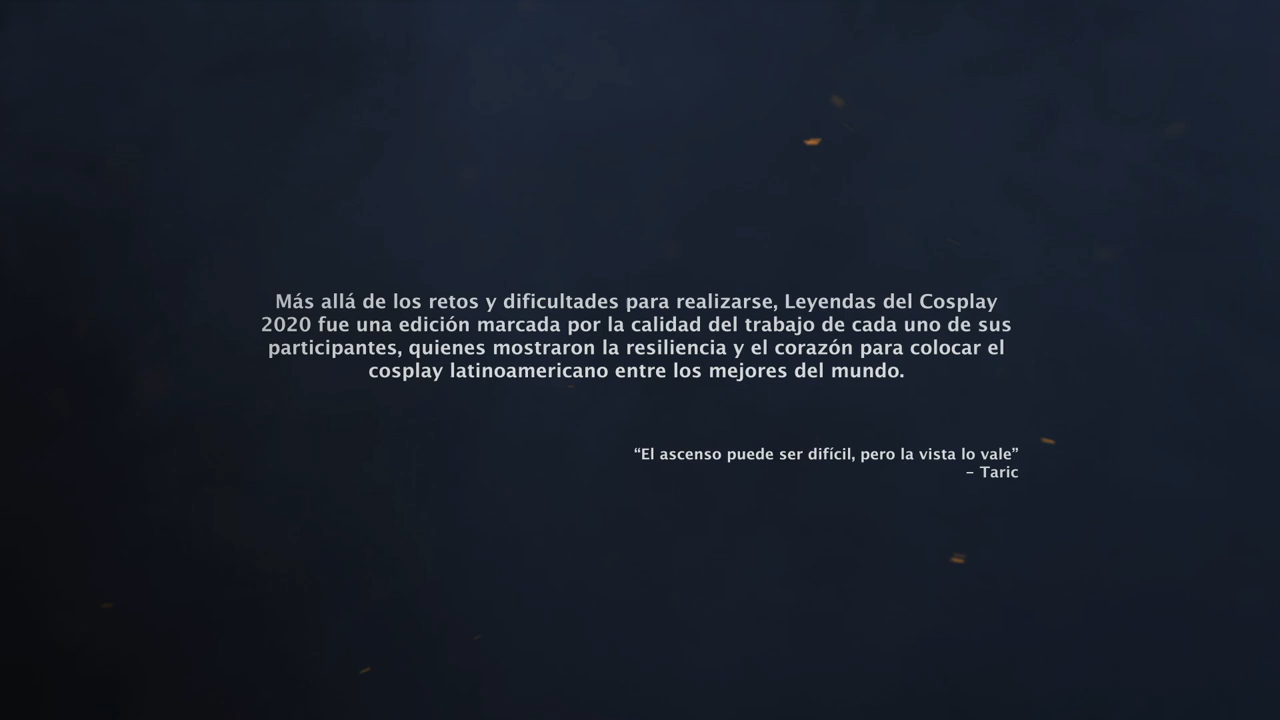 Más allá de los retos y dificultades para realizarse, Leyendas del Cosplay
2020 fue una edición marcada por la calidad del trabajo de cada uno de sus
participantes, quienes mostraron la resiliencia y el corazón para colocar el
cosplay latinoamericano entre los mejores del mundo.
“El ascenso puede ser difícil, pero la vista lo vale”
– Taric